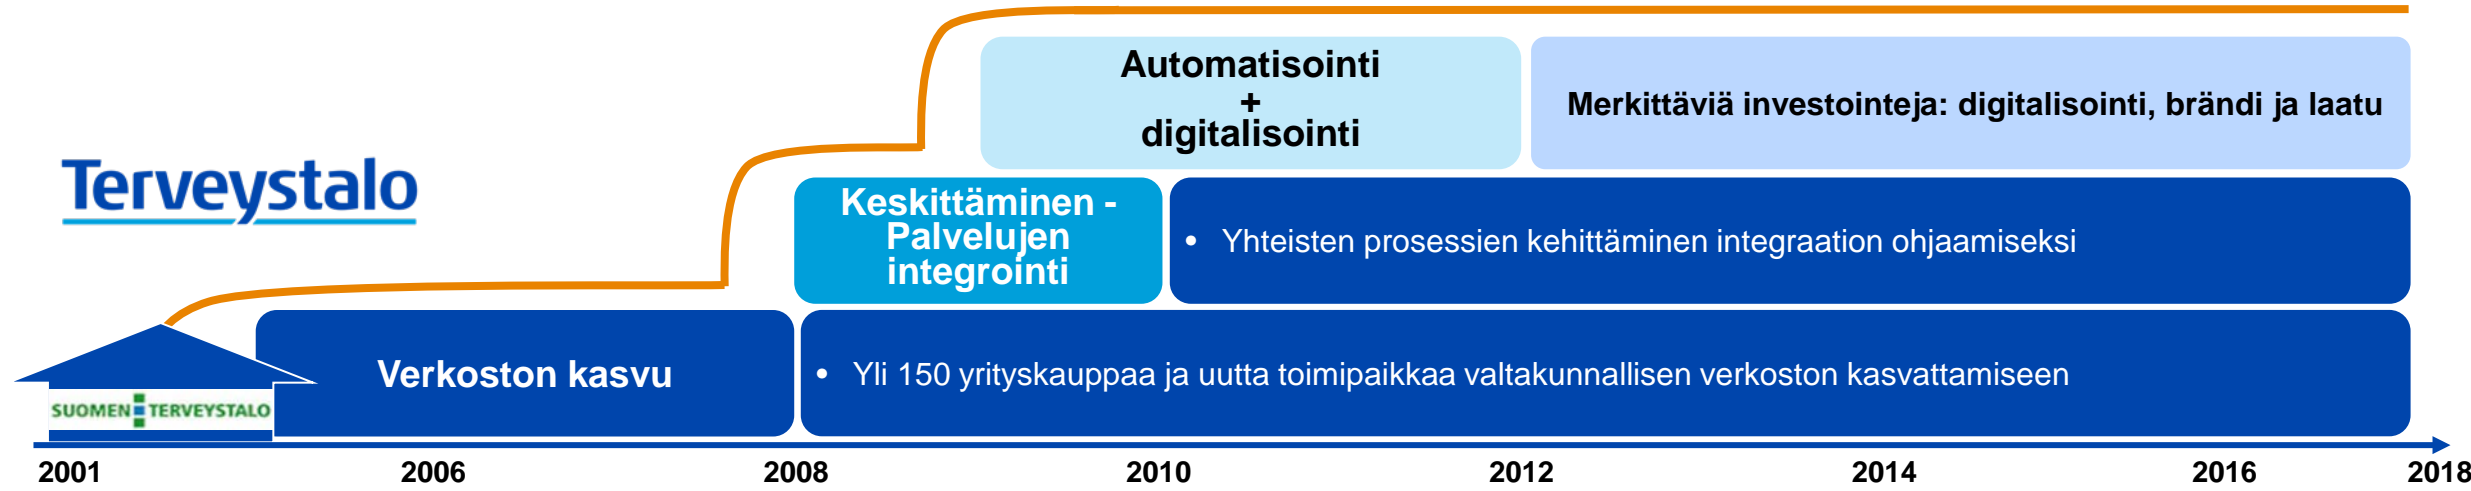 Automatisointi
+
digitalisointi
Merkittäviä investointeja: digitalisointi, brändi ja laatu
Terveystalo
Keskittäminen -
Palvelujen
integrointi
• Yhteisten prosessien kehittäminen integraation ohjaamiseksi
Verkoston kasvu
• Yli 150 yrityskauppaa ja uutta toimipaikkaa valtakunnallisen verkoston kasvattamiseen
SUOMEN TERVEYSTALO
2001 2006 2008 2010 2012 2014 2016 2018